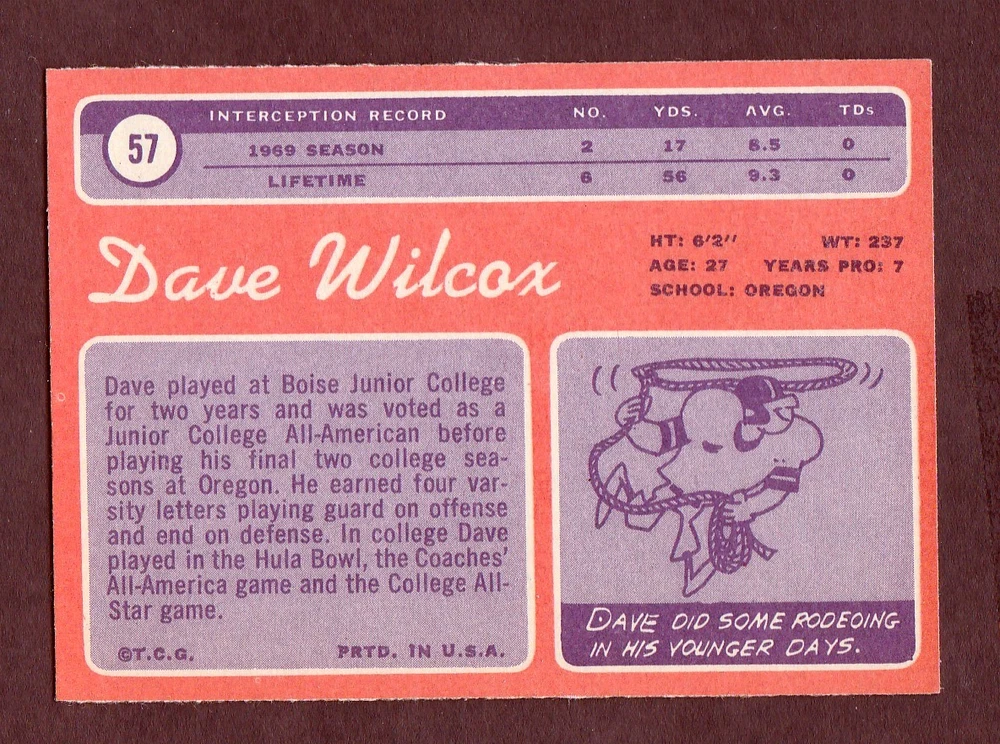 57
INTERCEPTION RECORD NO. YDS. AVG. TDs
1969 SEASON 2 17 8.5 0
LIFETIME 6 56 9.3 0
Dave Wilcox
HT: 6'2" WT: 237
AGE: 27 YEARS PRO: 7
SCHOOL: OREGON
Dave played at Boise Junior College
for two years and was voted as a
Junior College All-American before
playing his final two college sea-
sons at Oregon. He earned four var-
sity letters playing guard on offense
and end on defense. In college Dave
played in the Hula Bowl, the Coaches'
All-America game and the College All-
Star game.
©T.C.G. PRTD. IN U.S.A.
DAVE DID SOME RODEOING
IN HIS YOUNGER DAYS.